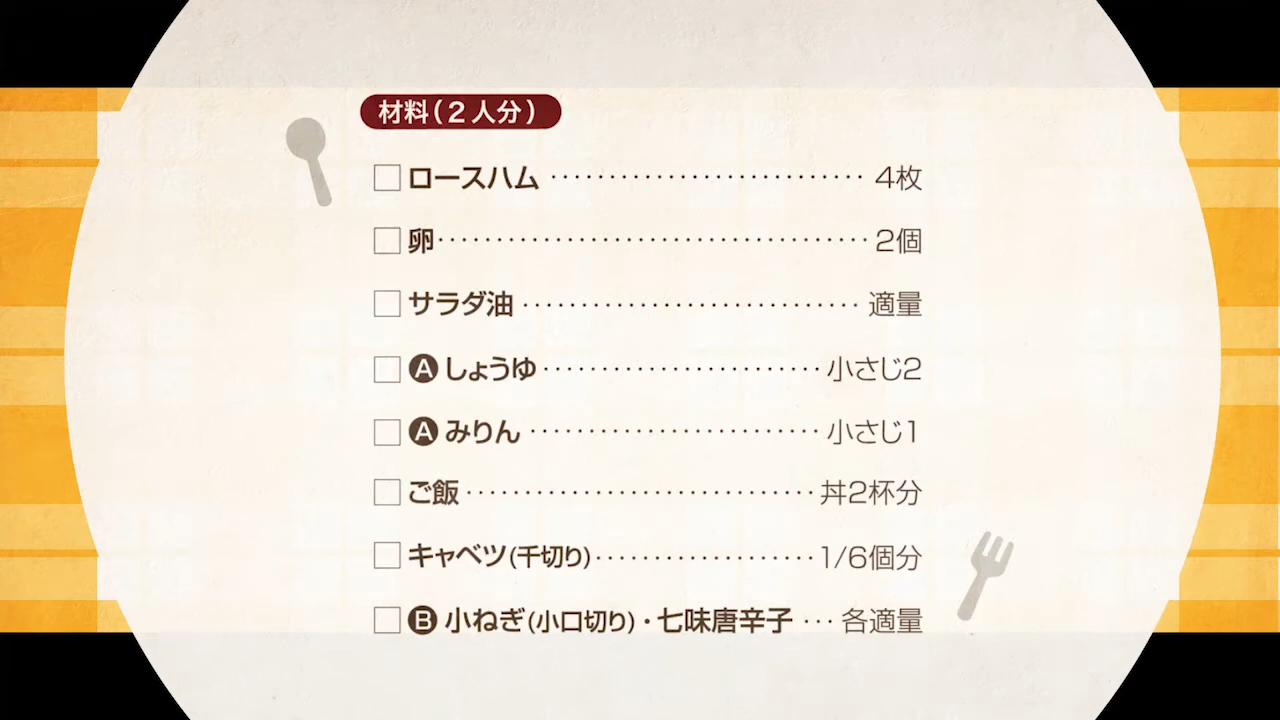 材料(2人分)
ロースハム ……………………… 4枚
卵 ……………………… 2個
サラダ油 ……………………… 適量
Ⓐ しょうゆ ……………………… 小さじ2
Ⓐ みりん ……………………… 小さじ1
ご飯 ……………………… 丼2杯分
キャベツ(千切り) ……………………… 1/6個分
Ⓑ 小ねぎ(小口切り)・七味唐辛子 … 各適量